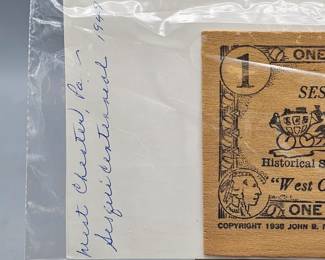 West Chester Pa. ~
Sesquicentennial 1949
ONE
1
SES
Historical S
"West C
ONE
COPYRIGHT 1938 JOHN B.